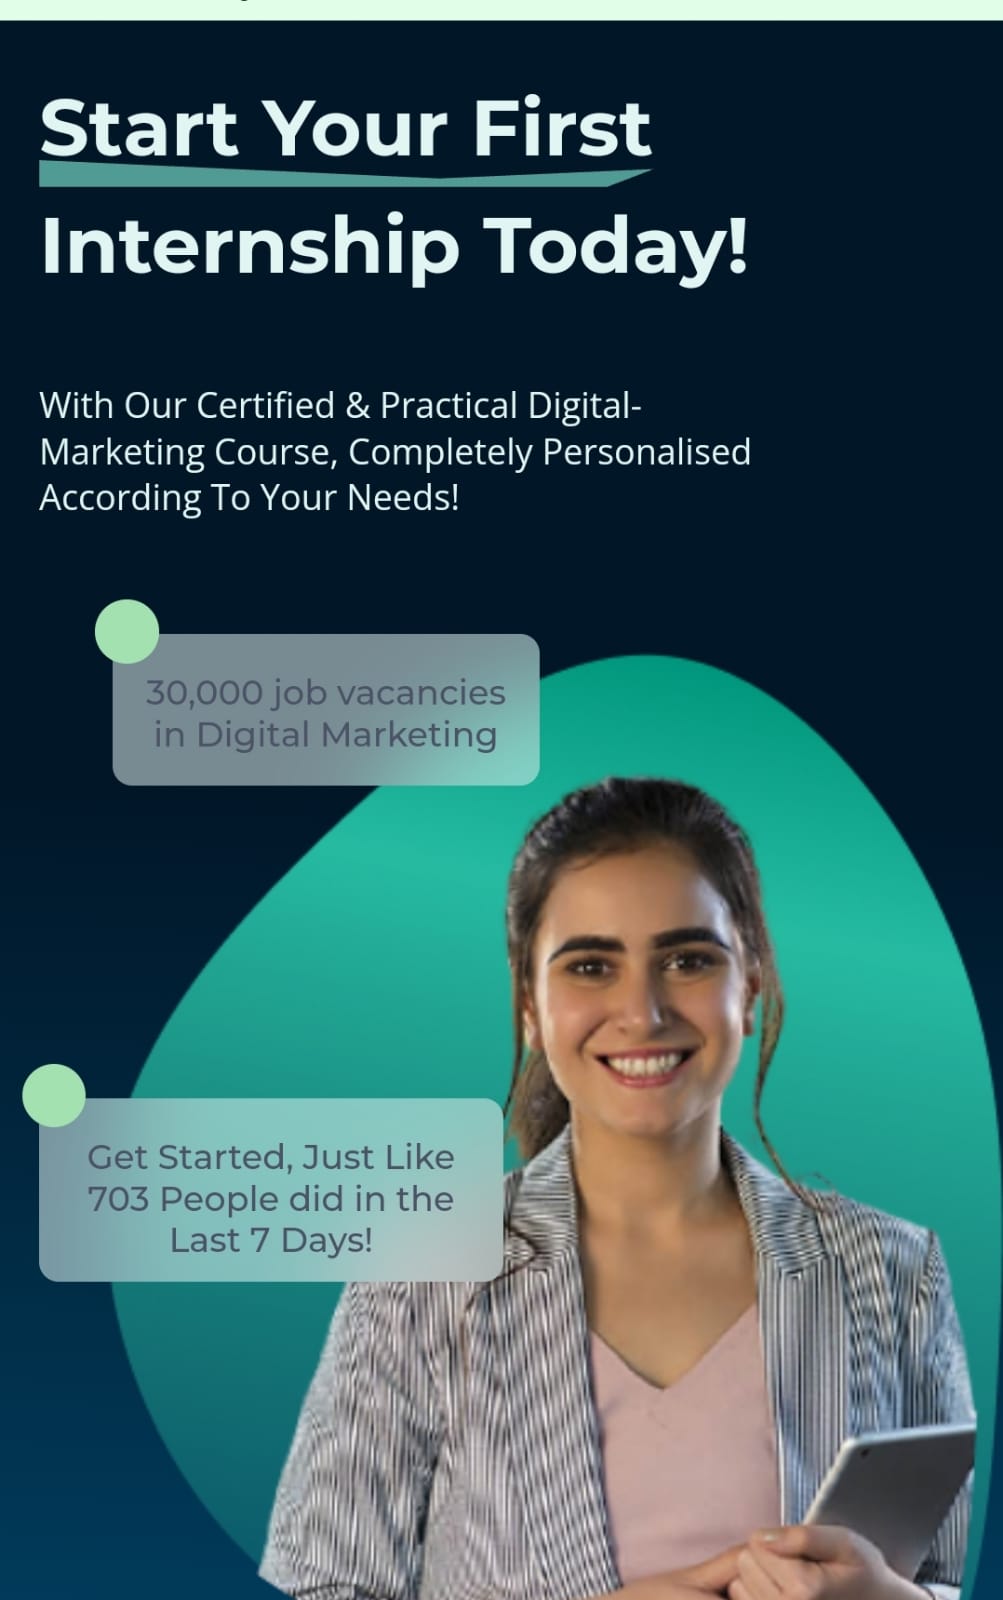 Start Your First
Internship Today!
With Our Certified & Practical Digital-
Marketing Course, Completely Personalised
According To Your Needs!
30,000 job vacancies
in Digital Marketing
Get Started, Just Like
703 People did in the
Last 7 Days!